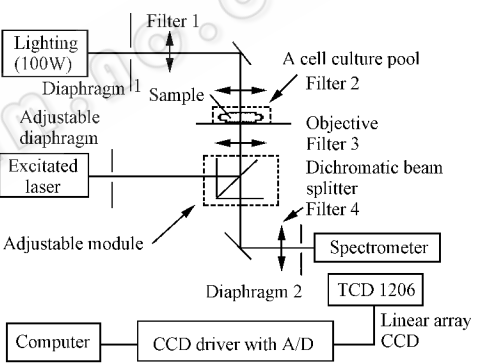 Filter 1
Lighting
(100W)
Diaphragm 1
A cell culture pool
Filter 2
Sample
Adjustable
diaphragm
Objective
Filter 3
Excitated
laser
Dichromatic beam
splitter
Filter 4
Adjustable module
Spectrometer
Diaphragm 2
TCD 1206
Linear array
CCD
Computer
CCD driver with A/D